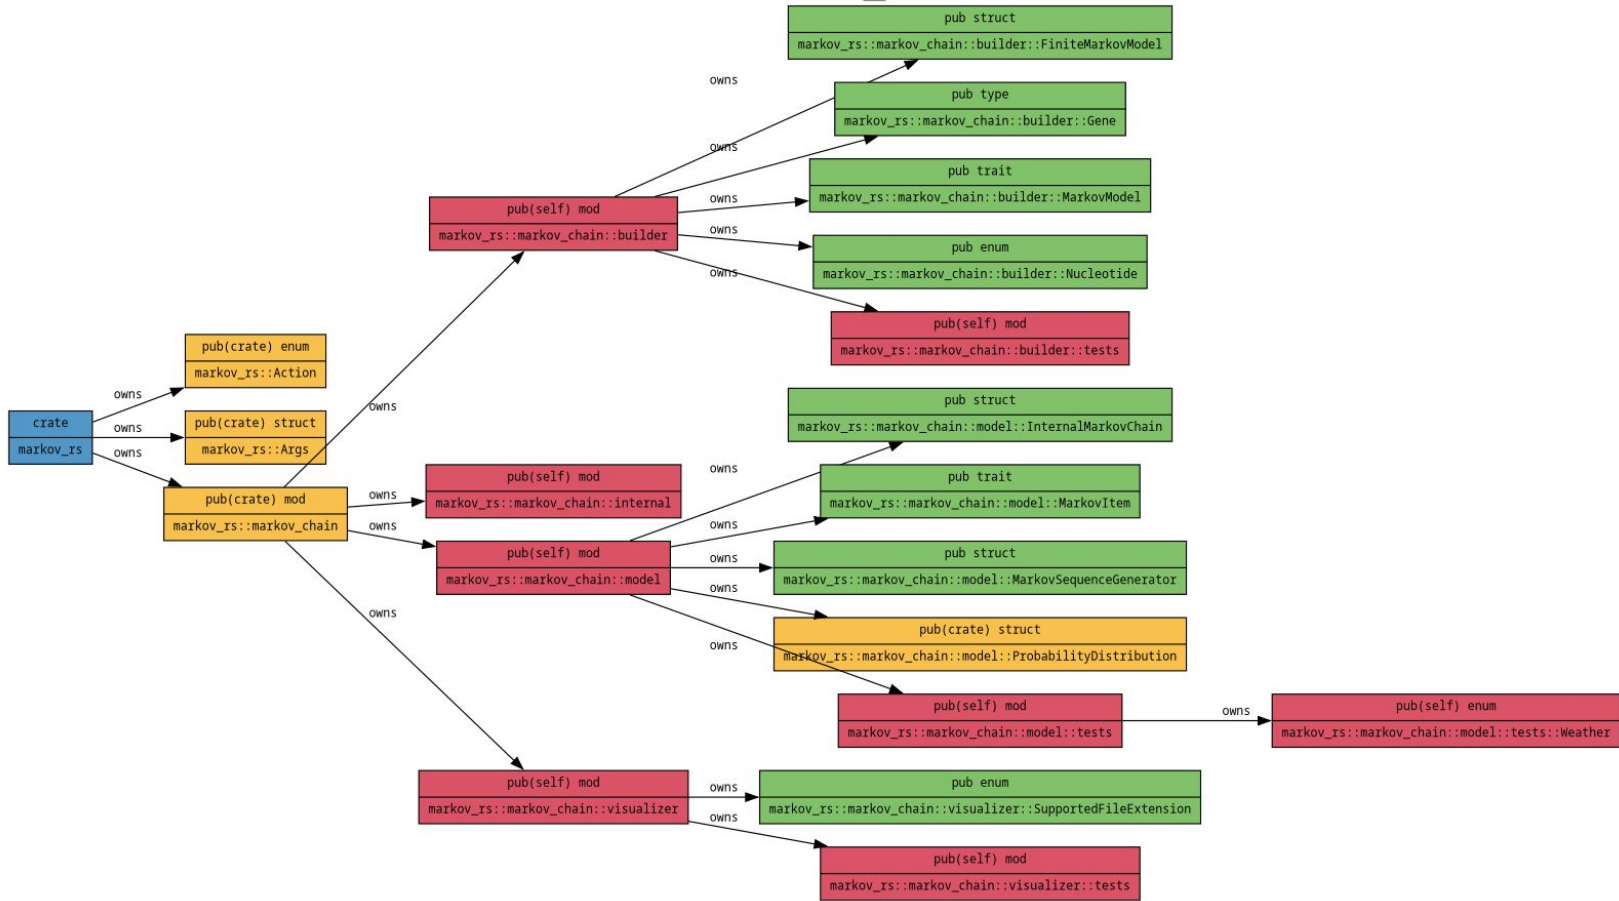 pub struct
markov_rs::markov_chain::builder::FiniteMarkovModel
owns
pub type
markov_rs::markov_chain::builder::Gene
owns
pub trait
markov_rs::markov_chain::builder::MarkovModel
owns
pub(self) mod
markov_rs::markov_chain::builder
owns
pub enum
markov_rs::markov_chain::builder::Nucleotide
owns
pub(self) mod
markov_rs::markov_chain::builder::tests
pub(crate) enum
markov_rs::Action
owns
crate
markov_rs
owns
pub(crate) struct
markov_rs::Args
owns
owns
pub(crate) mod
markov_rs::markov_chain
owns
pub(self) mod
markov_rs::markov_chain::internal
owns
pub struct
markov_rs::markov_chain::model::InternalMarkovChain
owns
pub trait
markov_rs::markov_chain::model::MarkovItem
owns
pub(self) mod
markov_rs::markov_chain::model
owns
pub struct
markov_rs::markov_chain::model::MarkovSequenceGenerator
owns
pub(crate) struct
markov_rs::markov_chain::model::ProbabilityDistribution
owns
owns
pub(self) mod
markov_rs::markov_chain::model::tests
owns
pub(self) enum
markov_rs::markov_chain::model::tests::Weather
pub(self) mod
markov_rs::markov_chain::visualizer
owns
pub enum
markov_rs::markov_chain::visualizer::SupportedFileExtension
owns
pub(self) mod
markov_rs::markov_chain::visualizer::tests